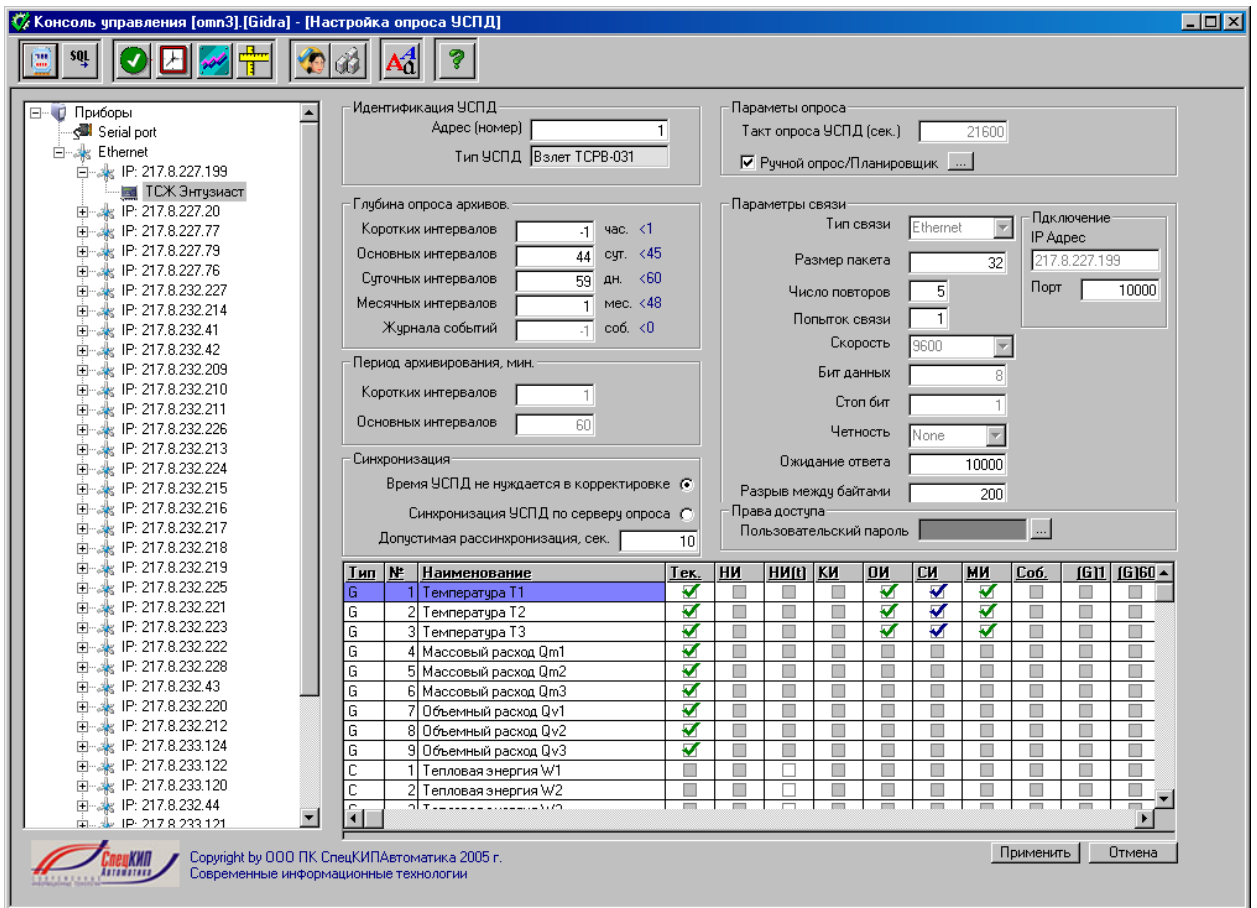 Консоль управления [omn3].[Gidra] - [Настройка опроса УСПД]
SQL
Приборы
Serial port
Ethernet
IP: 217.8.227.199
ТСЖ Энтузиаст
IP: 217.8.227.20
IP: 217.8.227.77
IP: 217.8.227.79
IP: 217.8.227.76
IP: 217.8.232.227
IP: 217.8.232.214
IP: 217.8.232.41
IP: 217.8.232.42
IP: 217.8.232.209
IP: 217.8.232.210
IP: 217.8.232.211
IP: 217.8.232.226
IP: 217.8.232.213
IP: 217.8.232.224
IP: 217.8.232.215
IP: 217.8.232.216
IP: 217.8.232.217
IP: 217.8.232.218
IP: 217.8.232.219
IP: 217.8.232.225
IP: 217.8.232.221
IP: 217.8.232.223
IP: 217.8.232.222
IP: 217.8.232.228
IP: 217.8.232.43
IP: 217.8.232.220
IP: 217.8.232.212
IP: 217.8.233.124
IP: 217.8.233.122
IP: 217.8.233.120
IP: 217.8.232.44
IP: 217.8.233.121
Идентификация УСПД
Адрес (номер) 1
Тип УСПД Взлет ТСРВ-031
Глубина опроса архивов.
Коротких интервалов -1 час. <1
Основных интервалов 44 сут. <45
Суточных интервалов 59 дн. <60
Месячных интервалов 1 мес. <48
Журнала событий -1 соб. <0
Период архивирования, мин.
Коротких интервалов 1
Основных интервалов 60
Синхронизация
Время УСПД не нуждается в корректировке
Синхронизация УСПД по серверу опроса
Допустимая рассинхронизация, сек. 10
Параметы опроса
Такт опроса УСПД (сек.) 21600
Ручной опрос/Планировщик ...
Параметры связи
Тип связи Ethernet
Размер пакета 32
Число повторов 5
Попыток связи 1
Скорость 9600
Бит данных 8
Стоп бит 1
Четность None
Ожидание ответа 10000
Разрыв между байтами 200
Пдключение
IP Адрес
217.8.227.199
Порт 10000
Права доступа
Пользовательский пароль ...
Тип № Наименование Тек. НИ НИ(t) КИ ОИ СИ МИ Соб. [G]1 [G]60
G 1 Температура T1
G 2 Температура T2
G 3 Температура T3
G 4 Массовый расход Qm1
G 5 Массовый расход Qm2
G 6 Массовый расход Qm3
G 7 Объемный расход Qv1
G 8 Объемный расход Qv2
G 9 Объемный расход Qv3
C 1 Тепловая энергия W1
C 2 Тепловая энергия W2
СпецКИП
Автоматика
Copyright by ООО ПК СпецКИПАвтоматика 2005 г.
Современные информационные технологии
Применить Отмена